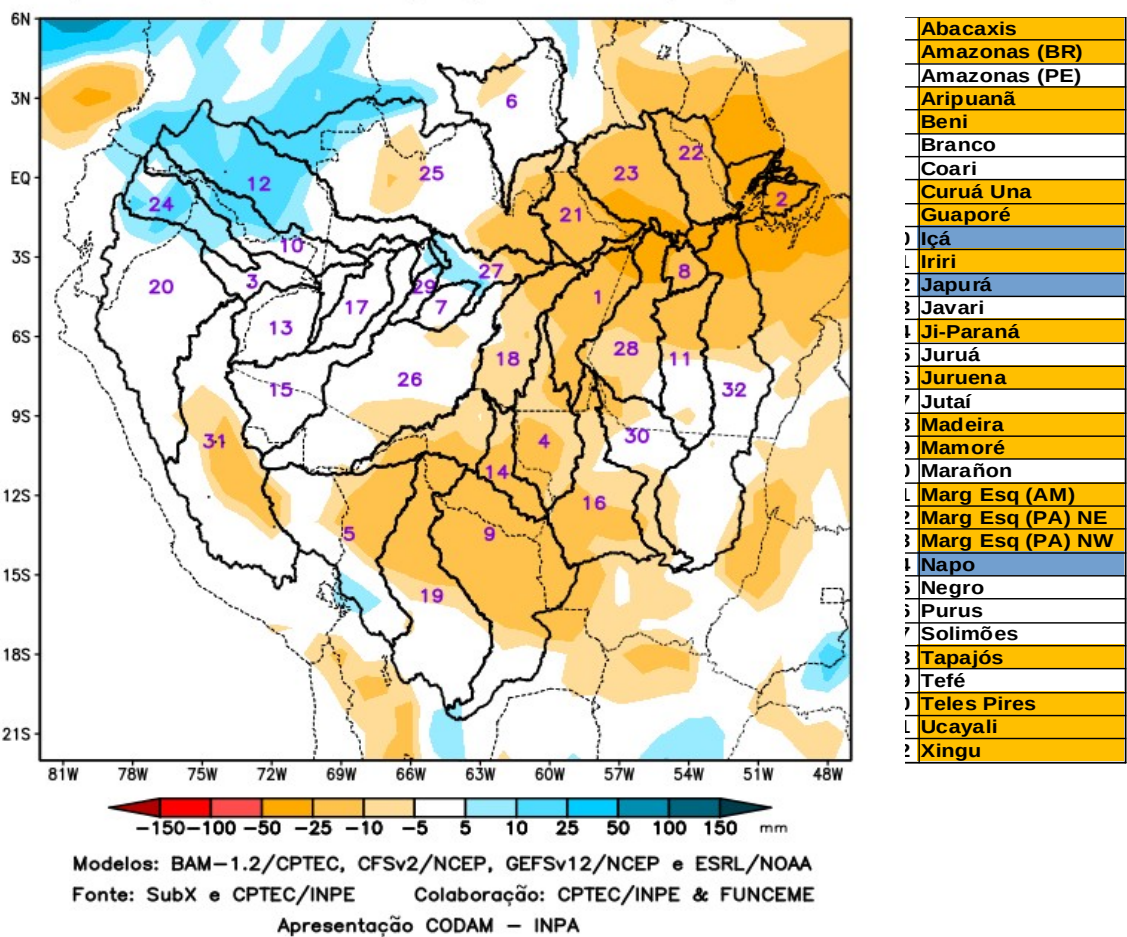 6N
3N
EQ
3S
6S
9S
12S
15S
18S
21S
81W 78W 75W 72W 69W 66W 63W 60W 57W 54W 51W 48W
6
25
22
23
12
24
2
21
10
27
8
3
20
29
7
1
17
13
28
18
11
26
15
32
30
31
4
14
16
5
9
19
-150 -100 -50 -25 -10 -5 5 10 25 50 100 150 mm
Modelos: BAM-1.2/CPTEC, CFSv2/NCEP, GEFSv12/NCEP e ESRL/NOAA
Fonte: SubX e CPTEC/INPE Colaboração: CPTEC/INPE & FUNCEME
Apresentação CODAM - INPA
Abacaxis
Amazonas (BR)
Amazonas (PE)
Aripuanã
Beni
Branco
Coari
Curuá Una
Guaporé
Içá
Iriri
Japurá
Javari
Ji-Paraná
Juruá
Juruena
Jutaí
Madeira
Mamoré
Marañon
Marg Esq (AM)
Marg Esq (PA) NE
Marg Esq (PA) NW
Napo
Negro
Purus
Solimões
Tapajós
Tefé
Teles Pires
Ucayali
Xingu